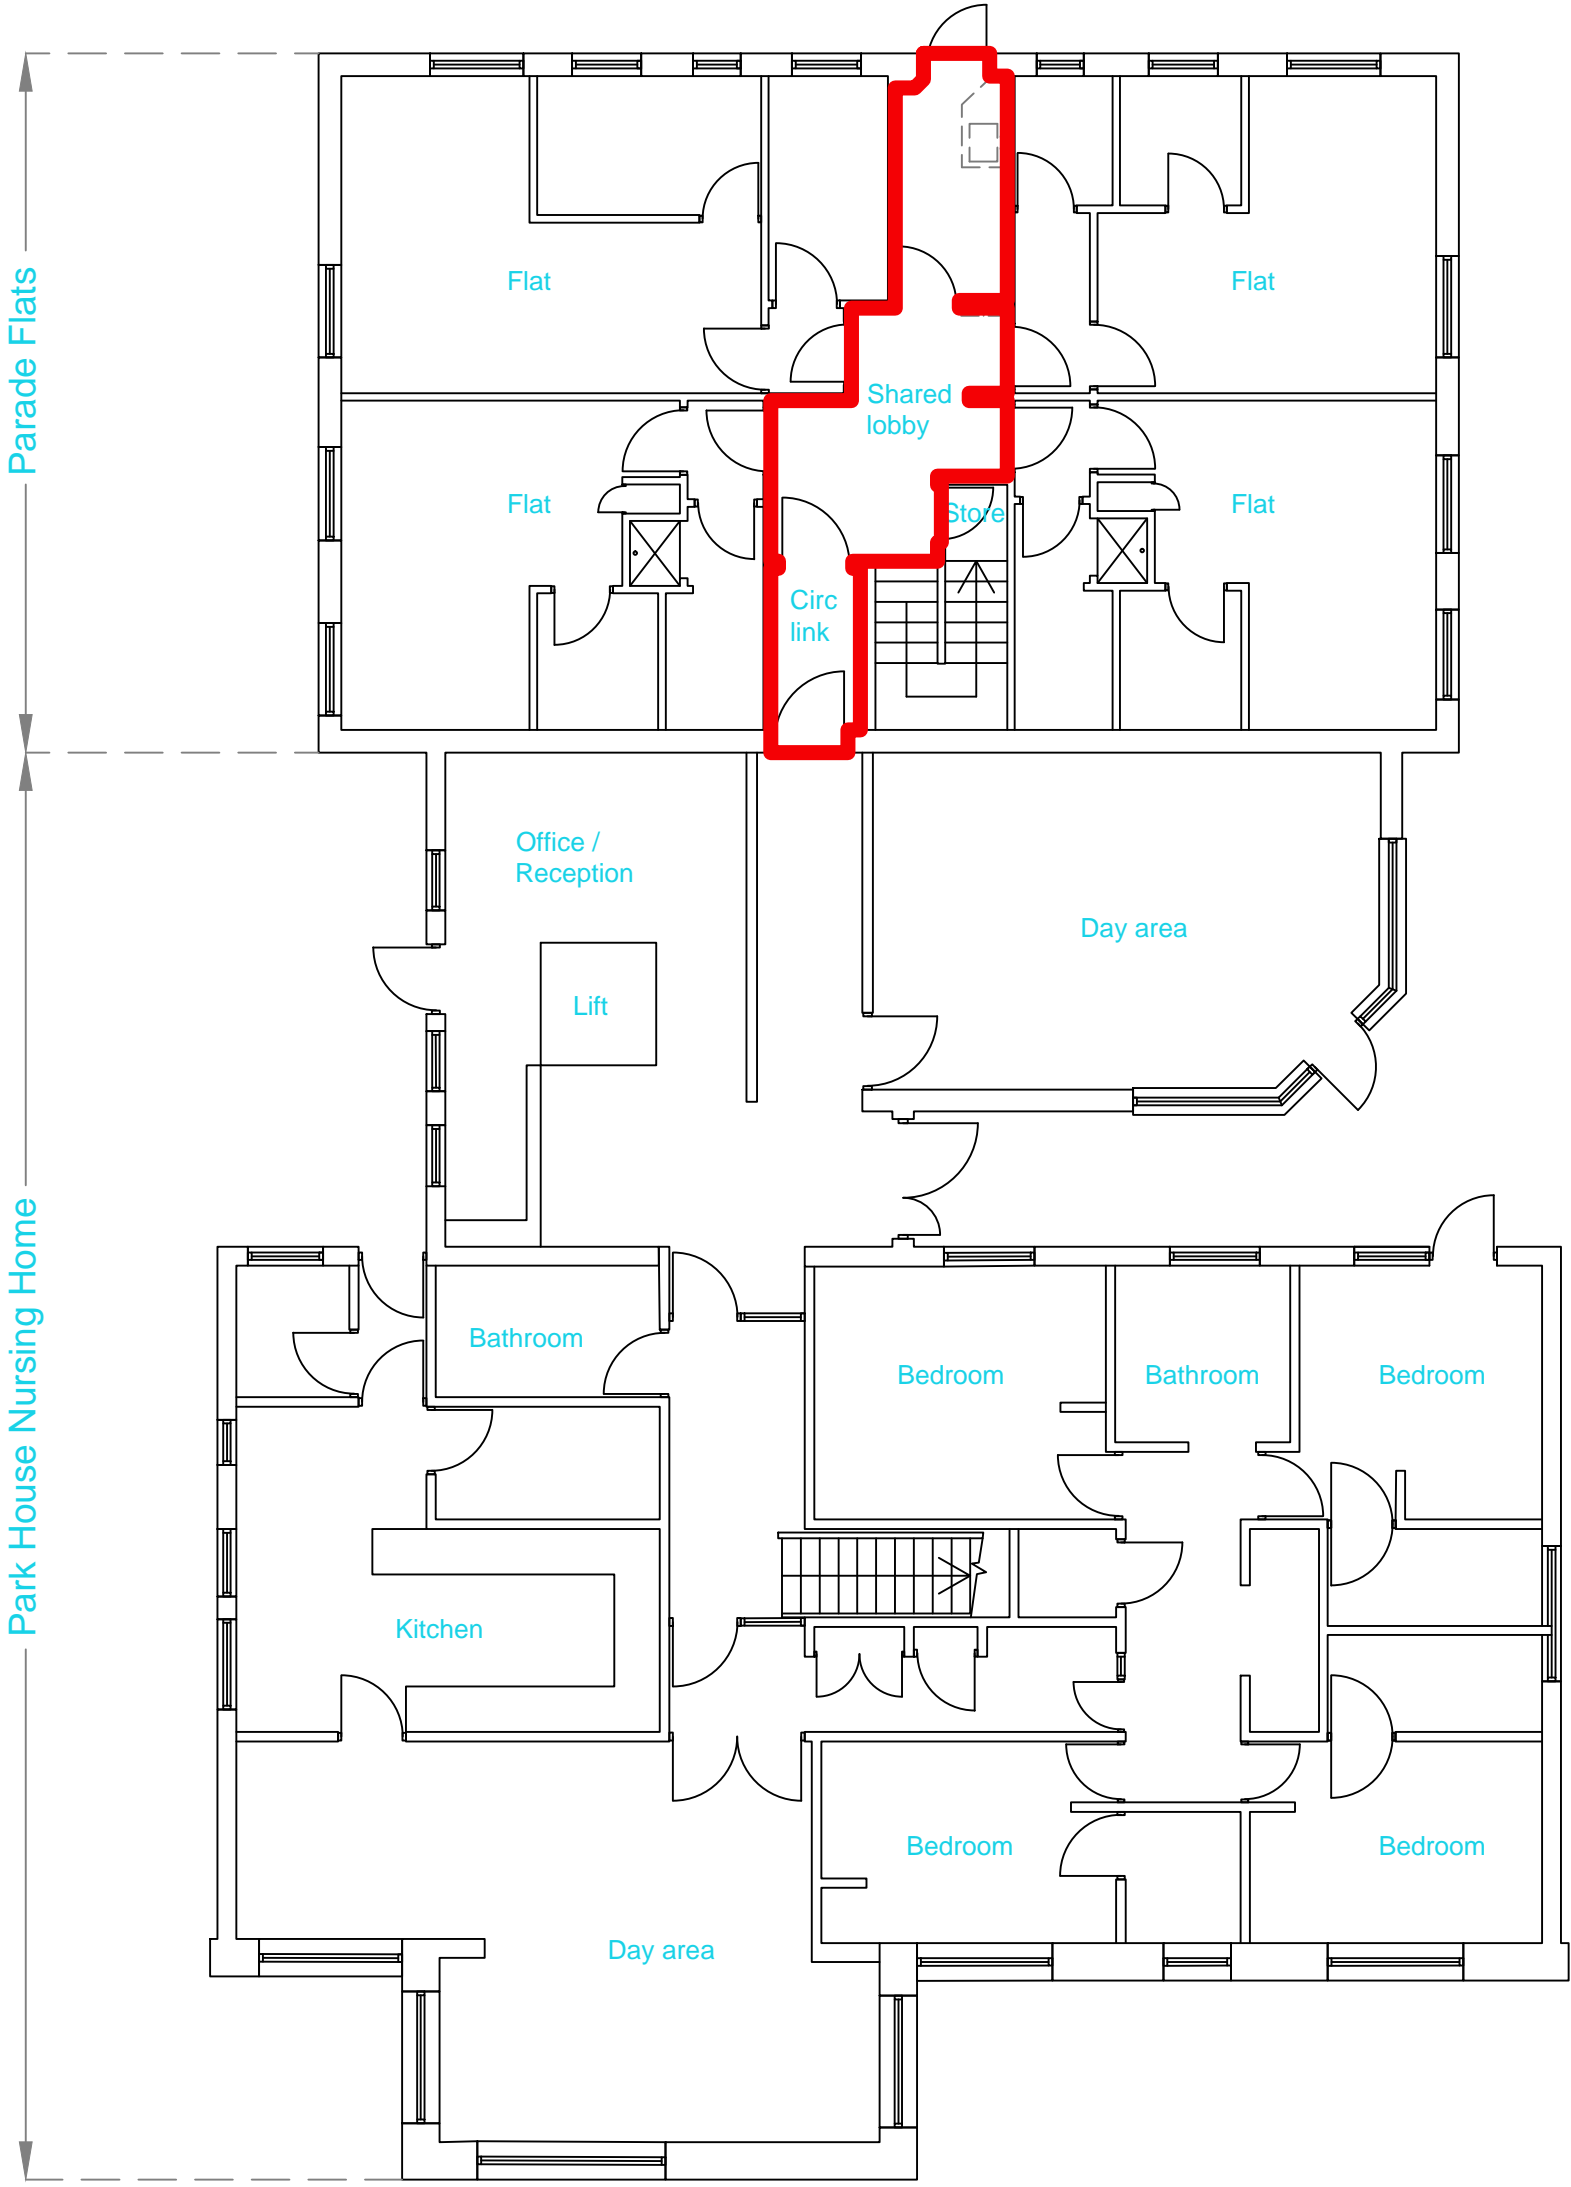 Parade Flats
Flat
Flat
Shared
lobby
Flat
Store
Flat
Circ
link
Office /
Reception
Day area
Lift
Park House Nursing Home
Bathroom
Bedroom
Bathroom
Bedroom
Kitchen
Bedroom
Bedroom
Day area